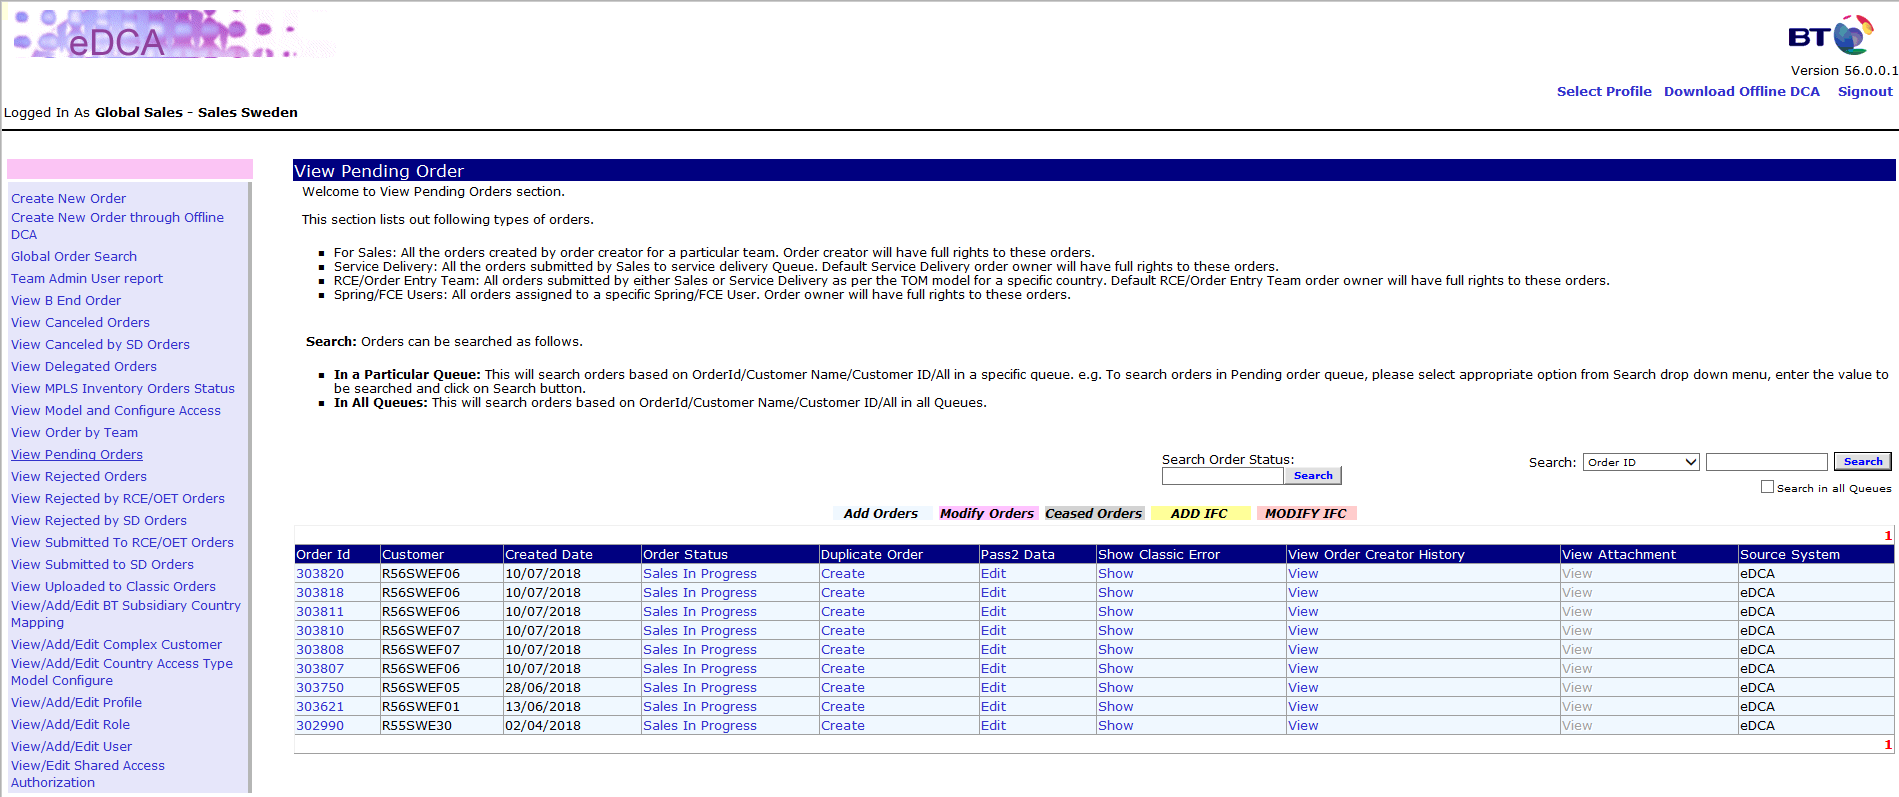 eDCA
BT
Version 56.0.0.1
Select Profile Download Offline DCA Signout
Logged In As Global Sales - Sales Sweden
Create New Order
Create New Order through Offline
DCA
Global Order Search
Team Admin User report
View B End Order
View Canceled Orders
View Canceled by SD Orders
View Delegated Orders
View MPLS Inventory Orders Status
View Model and Configure Access
View Order by Team
View Pending Orders
View Rejected Orders
View Rejected by RCE/OET Orders
View Rejected by SD Orders
View Submitted To RCE/OET Orders
View Submitted to SD Orders
View Uploaded to Classic Orders
View/Add/Edit BT Subsidiary Country
Mapping
View/Add/Edit Complex Customer
View/Add/Edit Country Access Type
Model Configure
View/Add/Edit Profile
View/Add/Edit Role
View/Add/Edit User
View/Edit Shared Access
Authorization
View Pending Order
Welcome to View Pending Orders section.
This section lists out following types of orders.
For Sales: All the orders created by order creator for a particular team. Order creator will have full rights to these orders.
Service Delivery: All the orders submitted by Sales to service delivery Queue. Default Service Delivery order owner will have full rights to these orders.
RCE/Order Entry Team: All orders submitted by either Sales or Service Delivery as per the TOM model for a specific country. Default RCE/Order Entry Team order owner will have full rights to these orders.
Spring/FCE Users: All orders assigned to a specific Spring/FCE User. Order owner will have full rights to these orders.
Search: Orders can be searched as follows.
In a Particular Queue: This will search orders based on OrderId/Customer Name/Customer ID/All in a specific queue. e.g. To search orders in Pending order queue, please select appropriate option from Search drop down menu, enter the value to
be searched and click on Search button.
In All Queues: This will search orders based on OrderId/Customer Name/Customer ID/All in all Queues.
Search Order Status:
Search
Search: Order ID Search
Search in all Queues
Add Orders Modify Orders Ceased Orders ADD IFC MODIFY IFC
1
Order Id Customer Created Date Order Status Duplicate Order Pass2 Data Show Classic Error View Order Creator History View Attachment Source System
303820 R56SWEF06 10/07/2018 Sales In Progress Create Edit Show View View eDCA
303818 R56SWEF06 10/07/2018 Sales In Progress Create Edit Show View View eDCA
303811 R56SWEF06 10/07/2018 Sales In Progress Create Edit Show View View eDCA
303810 R56SWEF07 10/07/2018 Sales In Progress Create Edit Show View View eDCA
303808 R56SWEF07 10/07/2018 Sales In Progress Create Edit Show View View eDCA
303807 R56SWEF06 10/07/2018 Sales In Progress Create Edit Show View View eDCA
303750 R56SWEF05 28/06/2018 Sales In Progress Create Edit Show View View eDCA
303621 R56SWEF01 13/06/2018 Sales In Progress Create Edit Show View View eDCA
302990 R55SWE30 02/04/2018 Sales In Progress Create Edit Show View View eDCA
1